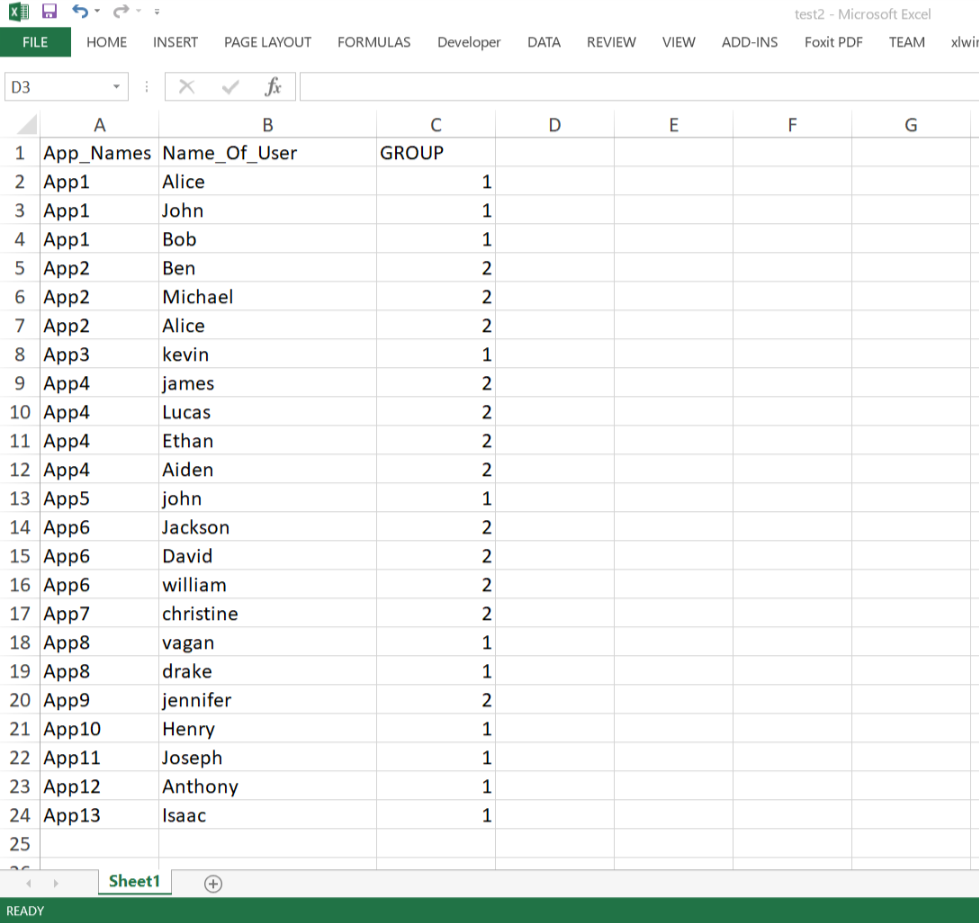 test2 - Microsoft Excel
FILE HOME INSERT PAGE LAYOUT FORMULAS Developer DATA REVIEW VIEW ADD-INS Foxit PDF TEAM
D3 fx
A B C D E F G
1 App_Names Name_Of_User GROUP
2 App1 Alice 1
3 App1 John 1
4 App1 Bob 1
5 App2 Ben 2
6 App2 Michael 2
7 App2 Alice 2
8 App3 kevin 1
9 App4 james 2
10 App4 Lucas 2
11 App4 Ethan 2
12 App4 Aiden 2
13 App5 john 1
14 App6 Jackson 2
15 App6 David 2
16 App6 william 2
17 App7 christine 2
18 App8 vagan 1
19 App8 drake 1
20 App9 jennifer 2
21 App10 Henry 1
22 App11 Joseph 1
23 App12 Anthony 1
24 App13 Isaac 1
25
Sheet1
READY